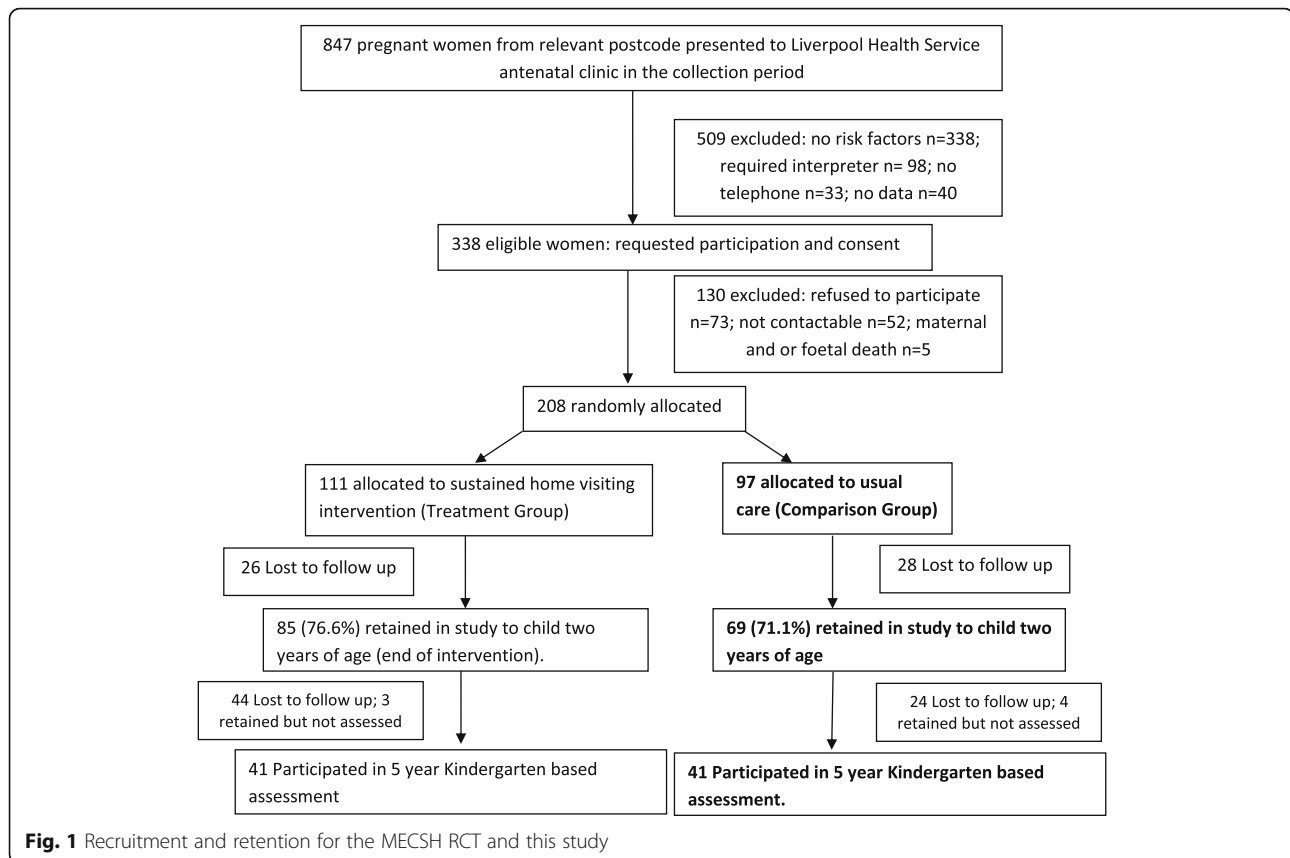 847 pregnant women from relevant postcode presented to Liverpool Health Service
antenatal clinic in the collection period
509 excluded: no risk factors n=338;
required interpreter n= 98; no
telephone n=33; no data n=40
338 eligible women: requested participation and consent
130 excluded: refused to participate
n=73; not contactable n=52; maternal
and or foetal death n=5
208 randomly allocated
111 allocated to sustained home visiting
intervention (Treatment Group)
97 allocated to usual
care (Comparison Group)
26 Lost to follow up
28 Lost to follow up
85 (76.6%) retained in study to child two
years of age (end of intervention).
69 (71.1%) retained in study to child two
years of age
44 Lost to follow up; 3
retained but not assessed
24 Lost to follow up; 4
retained but not assessed
41 Participated in 5 year Kindergarten based
assessment
41 Participated in 5 year Kindergarten based
assessment.
Fig. 1 Recruitment and retention for the MECSH RCT and this study